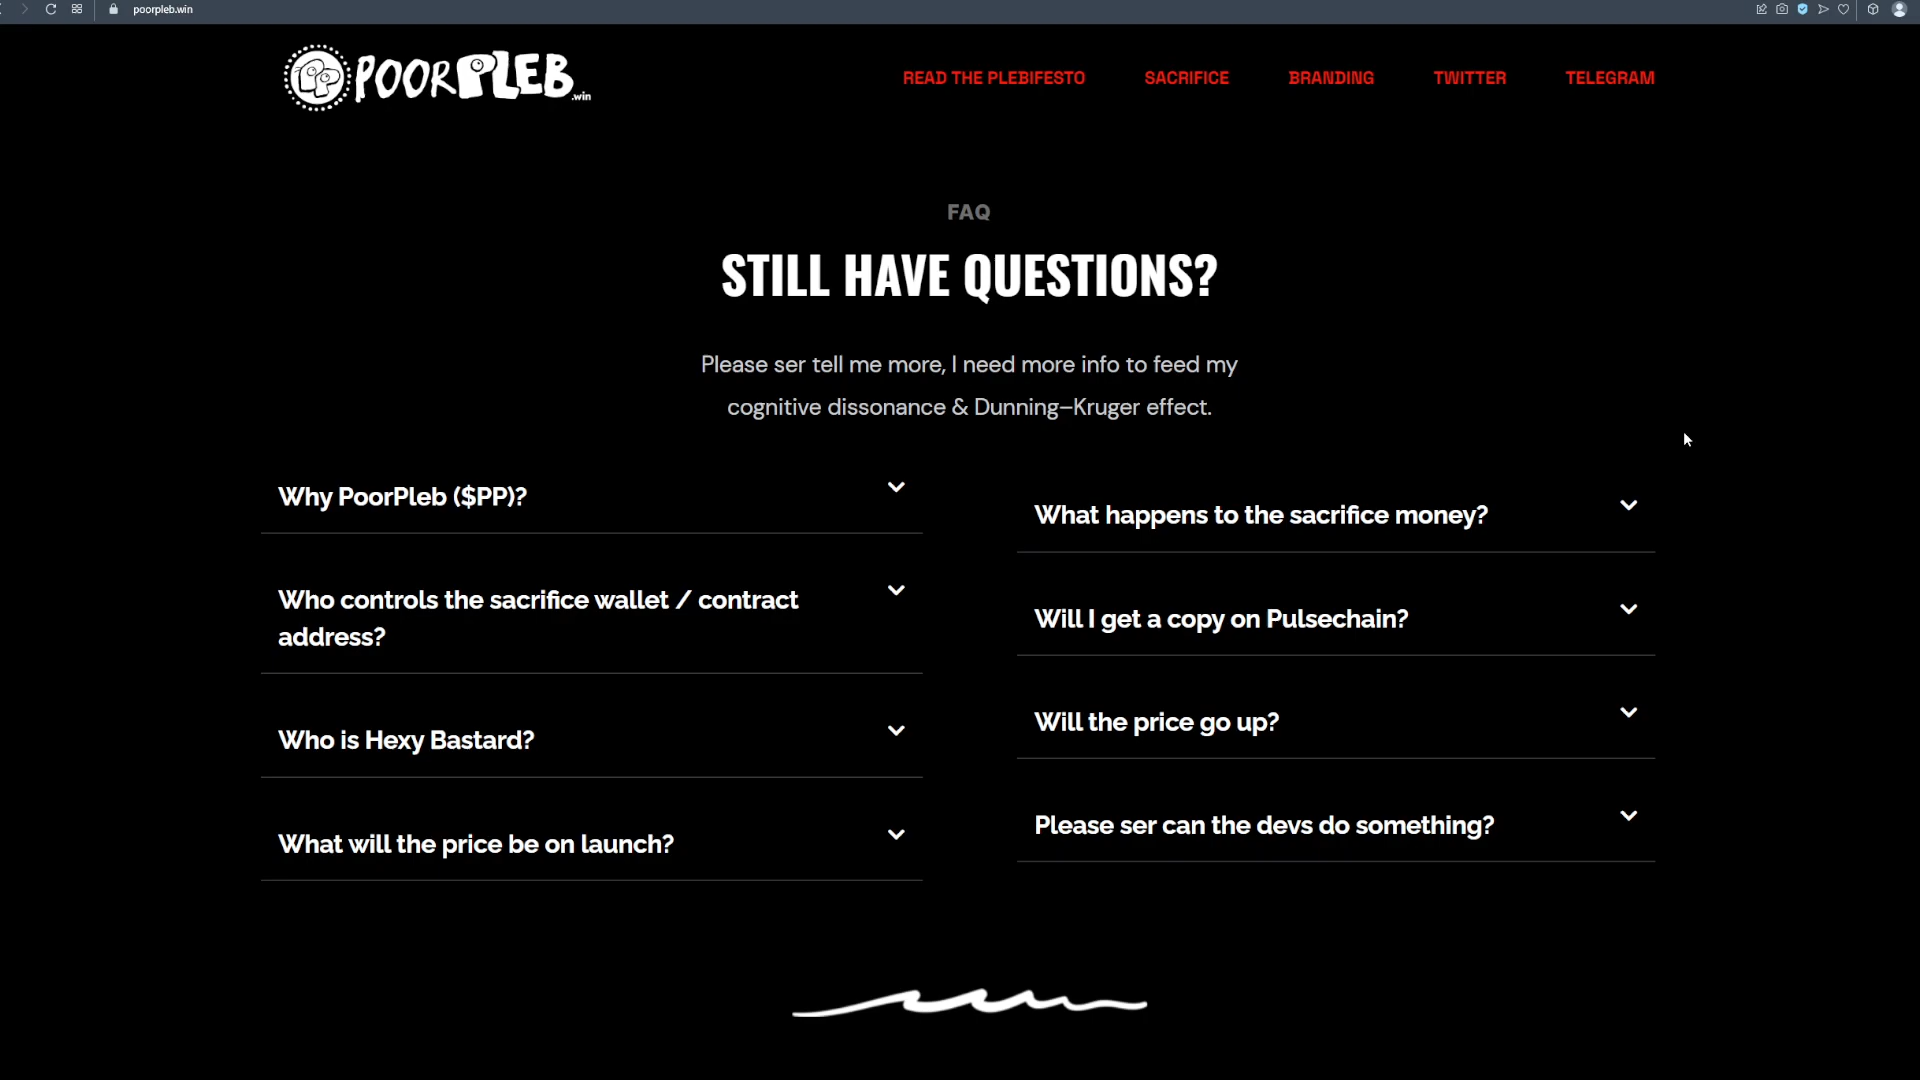 poorpleb.win
POORPLEB.win
READ THE PLEBIFESTO
SACRIFICE
BRANDING
TWITTER
TELEGRAM
FAQ
STILL HAVE QUESTIONS?
Please ser tell me more, I need more info to feed my
cognitive dissonance & Dunning–Kruger effect.
Why PoorPleb ($PP)?
Who controls the sacrifice wallet / contract
address?
Who is Hexy Bastard?
What will the price be on launch?
What happens to the sacrifice money?
Will I get a copy on Pulsechain?
Will the price go up?
Please ser can the devs do something?